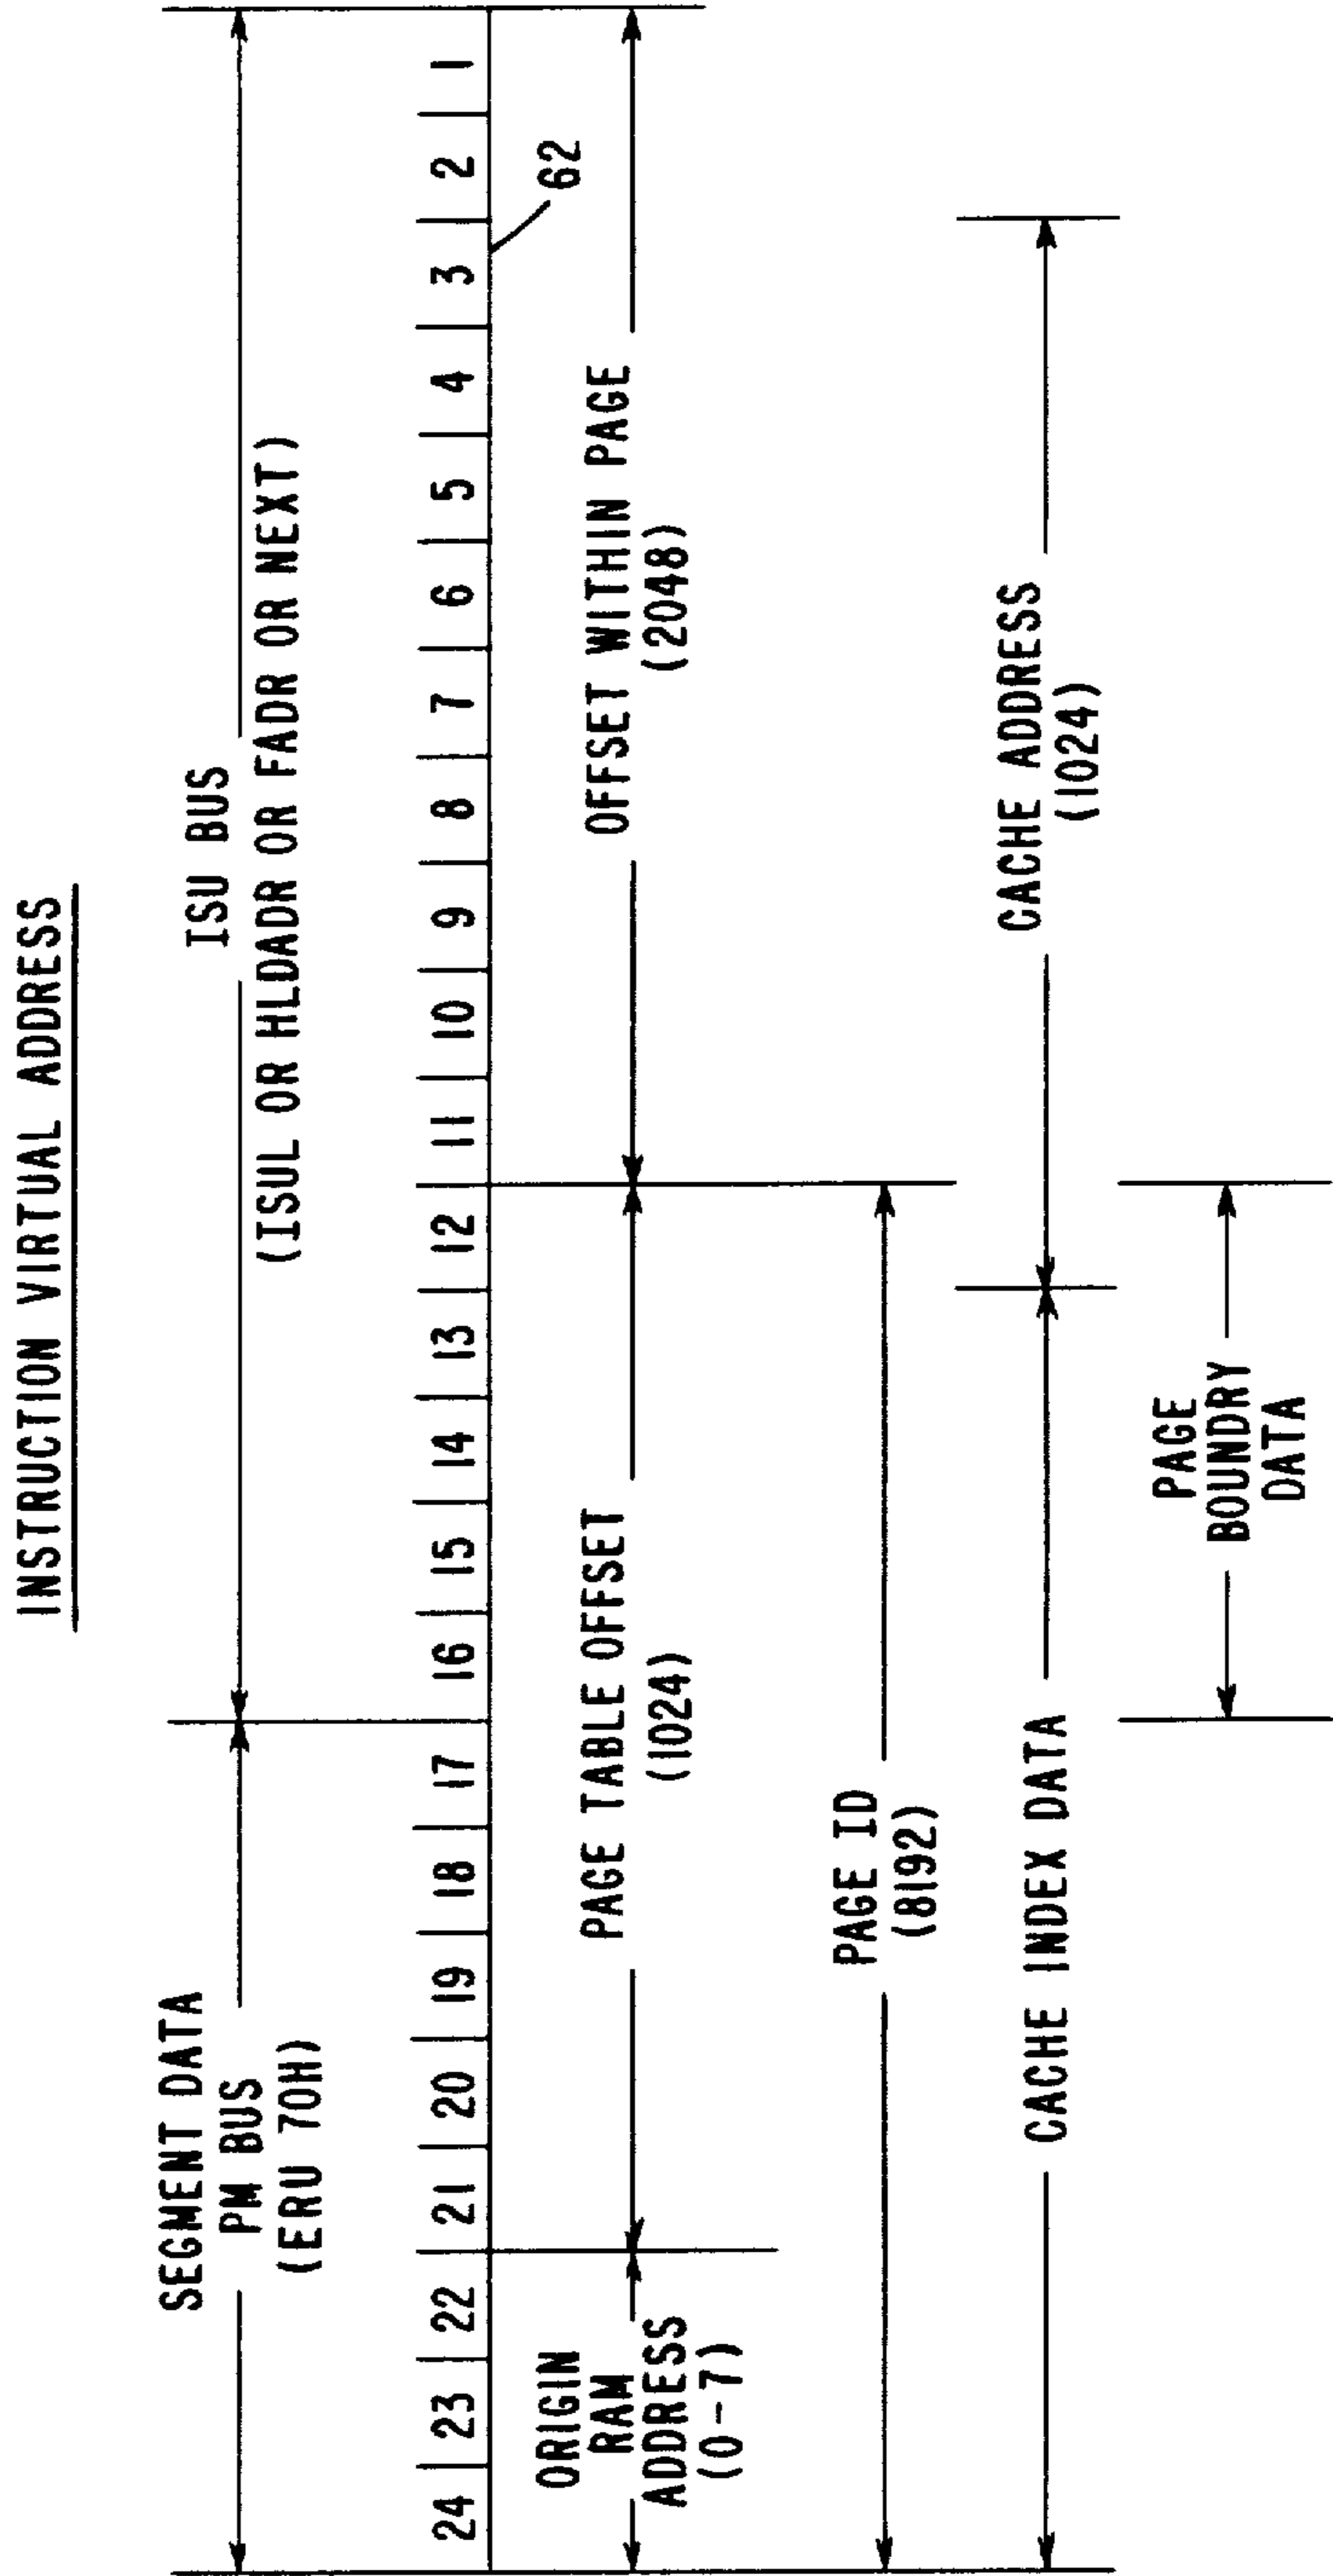 INSTRUCTION VIRTUAL ADDRESS
SEGMENT DATA
PM BUS
(ERU 70H)
ISU BUS
(ISUL OR HLDADR OR FADR OR NEXT)
24 23 22 21 20 19 18 17 16 15 14 13 12 11 10 9 8 7 6 5 4 3 2 1
62
ORIGIN
RAM
ADDRESS
(0-7)
PAGE TABLE OFFSET
(1024)
OFFSET WITHIN PAGE
(2048)
PAGE ID
(8192)
CACHE INDEX DATA
CACHE ADDRESS
(1024)
PAGE
BOUNDRY
DATA